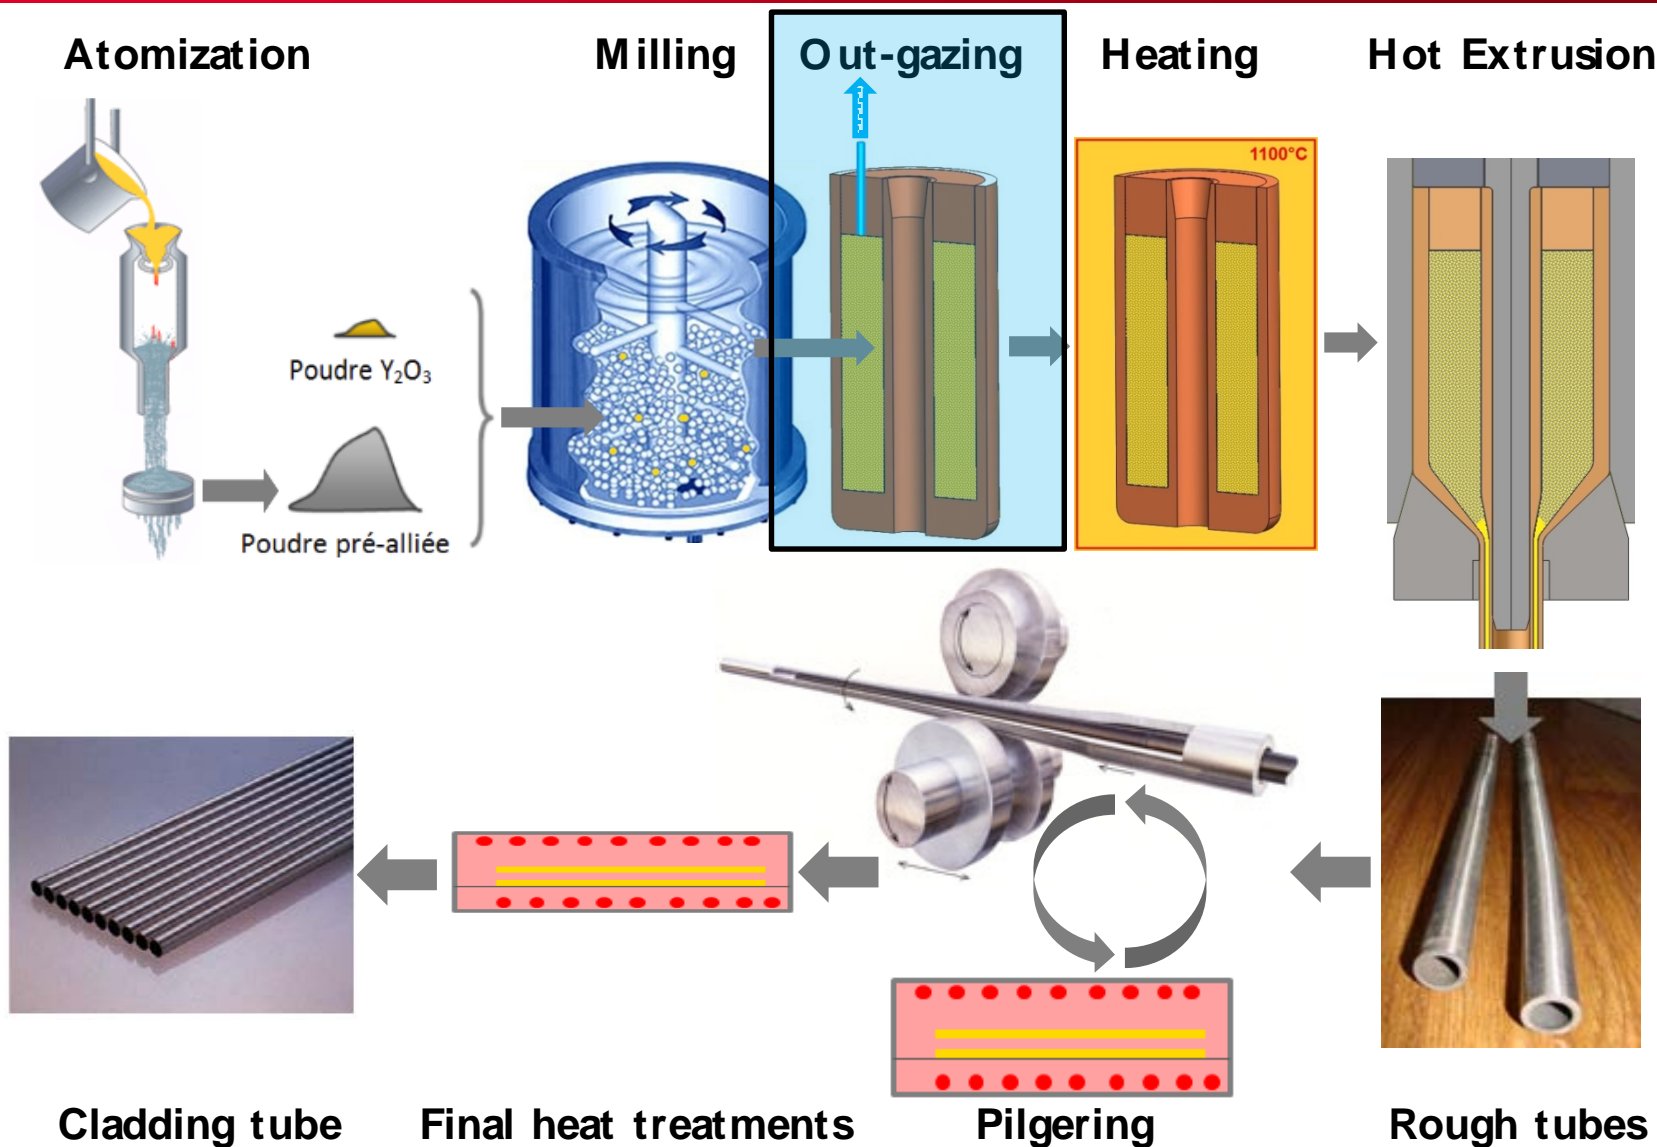 Atomization
Milling
Out-gazing
Heating
Hot Extrusion
1100°C
Poudre Y₂O₃
Poudre pré-alliée
Cladding tube
Final heat treatments
Pilgering
Rough tubes